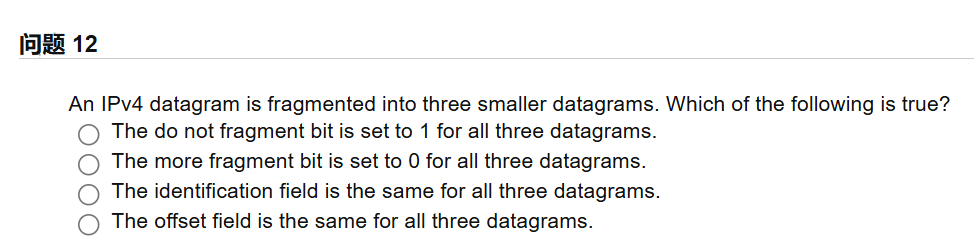 问题 12
An IPv4 datagram is fragmented into three smaller datagrams. Which of the following is true?
The do not fragment bit is set to 1 for all three datagrams.
The more fragment bit is set to 0 for all three datagrams.
The identification field is the same for all three datagrams.
The offset field is the same for all three datagrams.